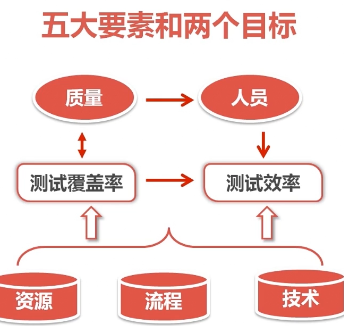 五大要素和两个目标
质量
人员
测试覆盖率
测试效率
资源
流程
技术